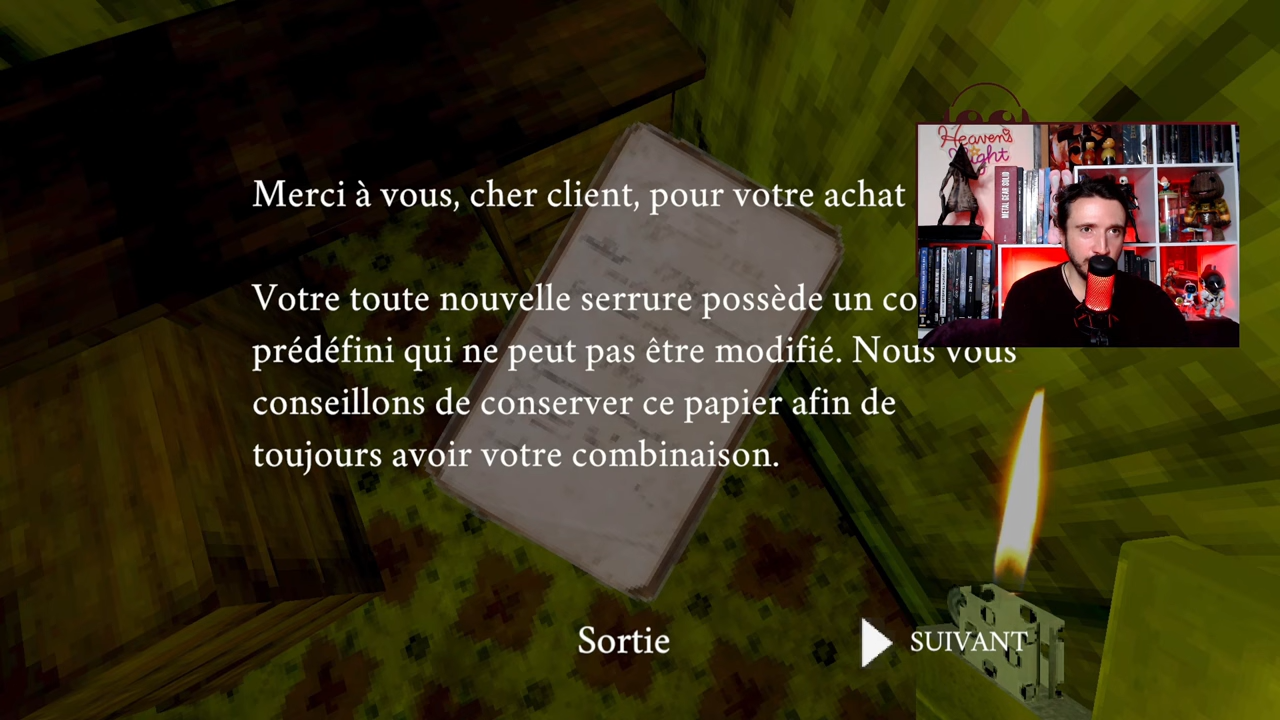 Merci à vous, cher client, pour votre achat
Votre toute nouvelle serrure possède un
prédéfini qui ne peut pas être modifié. Nous vous
conseillons de conserver ce papier afin de
toujours avoir votre combinaison.
Sortie
SUIVANT
Heaven's
Night
METAL GEAR SOLID